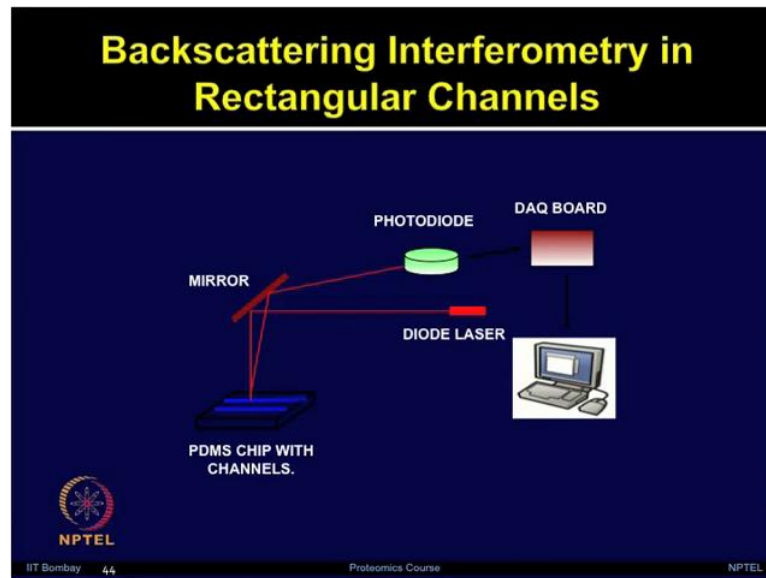 Backscattering Interferometry in
Rectangular Channels
PHOTODIODE
DAQ BOARD
MIRROR
DIODE LASER
PDMS CHIP WITH
CHANNELS.
NPTEL
IIT Bombay 44 Proteomics Course NPTEL